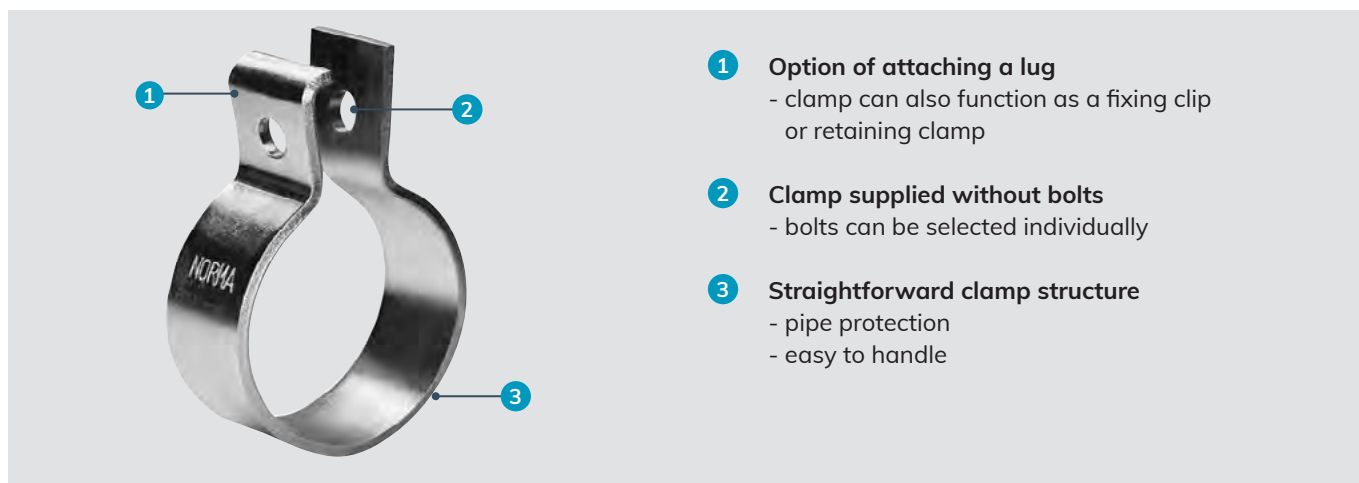 1
2
3
NORMA
1 Option of attaching a lug
- clamp can also function as a fixing clip
or retaining clamp
2 Clamp supplied without bolts
- bolts can be selected individually
3 Straightforward clamp structure
- pipe protection
- easy to handle